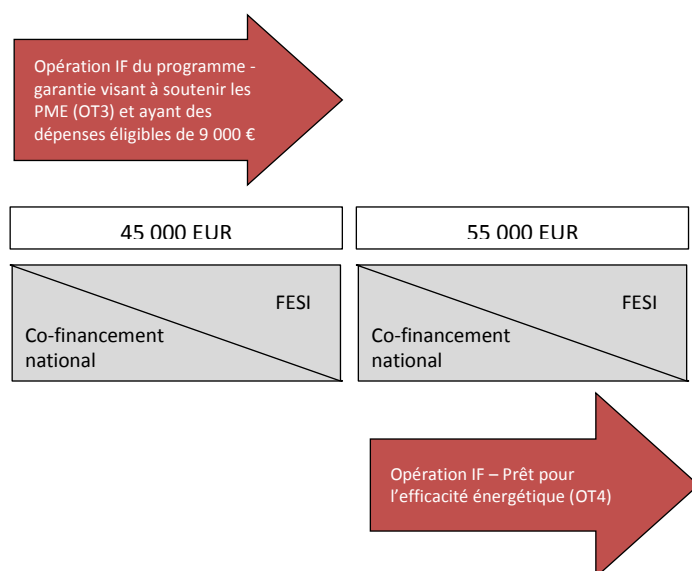 Opération IF du programme -
garantie visant à soutenir les
PME (OT3) et ayant des
dépenses éligibles de 9 000 €
45 000 EUR
55 000 EUR
FESI
Co-financement
national
FESI
Co-financement
national
Opération IF – Prêt pour
l'efficacité énergétique (OT4)